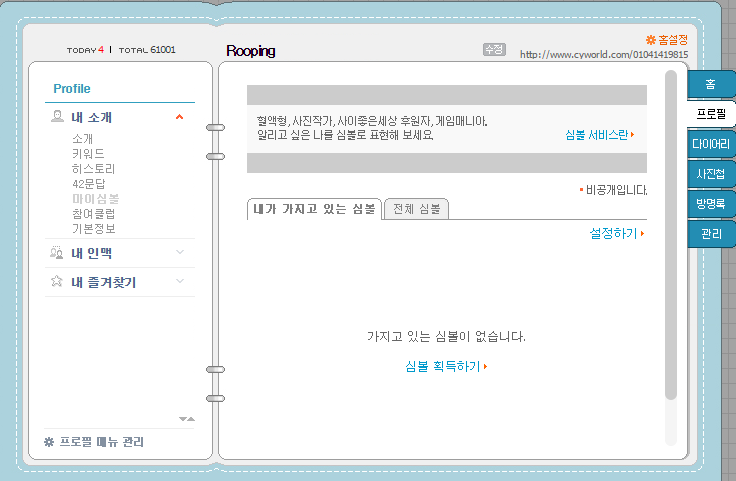 TODAY 4 | TOTAL 61001
Rooping
수정
홈설정
http://www.cyworld.com/01041419815
Profile
내 소개
소개
키워드
히스토리
42문답
마이심볼
참여클럽
기본정보
내 인맥
내 즐겨찾기
프로필 메뉴 관리
혈액형, 사진작가, 사이좋은세상 후원자, 게임매니아.
알리고 싶은 나를 심볼로 표현해 보세요.
심볼 서비스란
비공개입니다.
내가 가지고 있는 심볼
전체 심볼
설정하기
가지고 있는 심볼이 없습니다.
심볼 획득하기
홈
프로필
다이어리
사진첩
방명록
관리